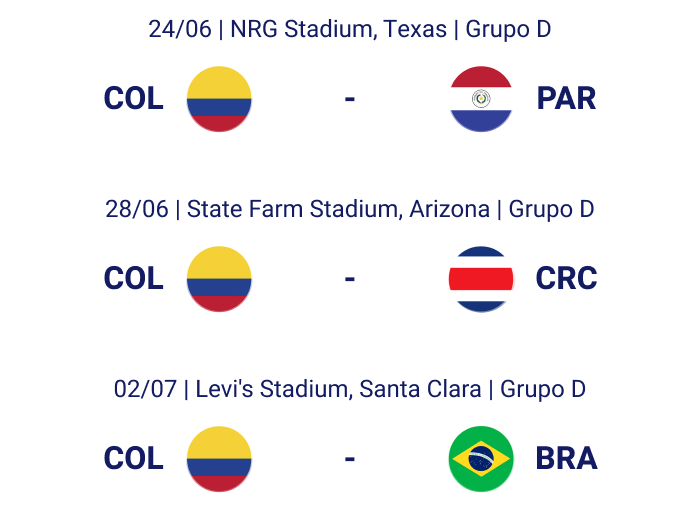 24/06 | NRG Stadium, Texas | Grupo D
COL - PAR
28/06 | State Farm Stadium, Arizona | Grupo D
COL - CRC
02/07 | Levi's Stadium, Santa Clara | Grupo D
COL - BRA